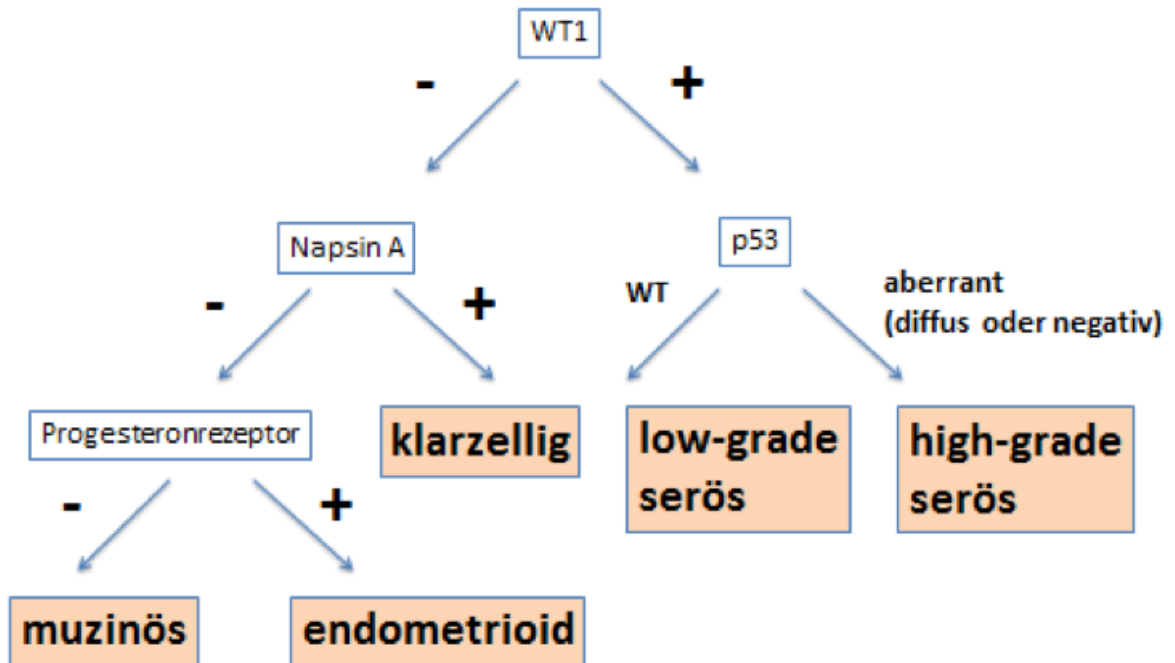 WT1
-
+
Napsin A
p53
-
+
WT
aberrant
(diffus oder negativ)
Progesteronrezeptor
klarzellig
low-grade
serös
high-grade
serös
-
+
muzinös
endometrioid